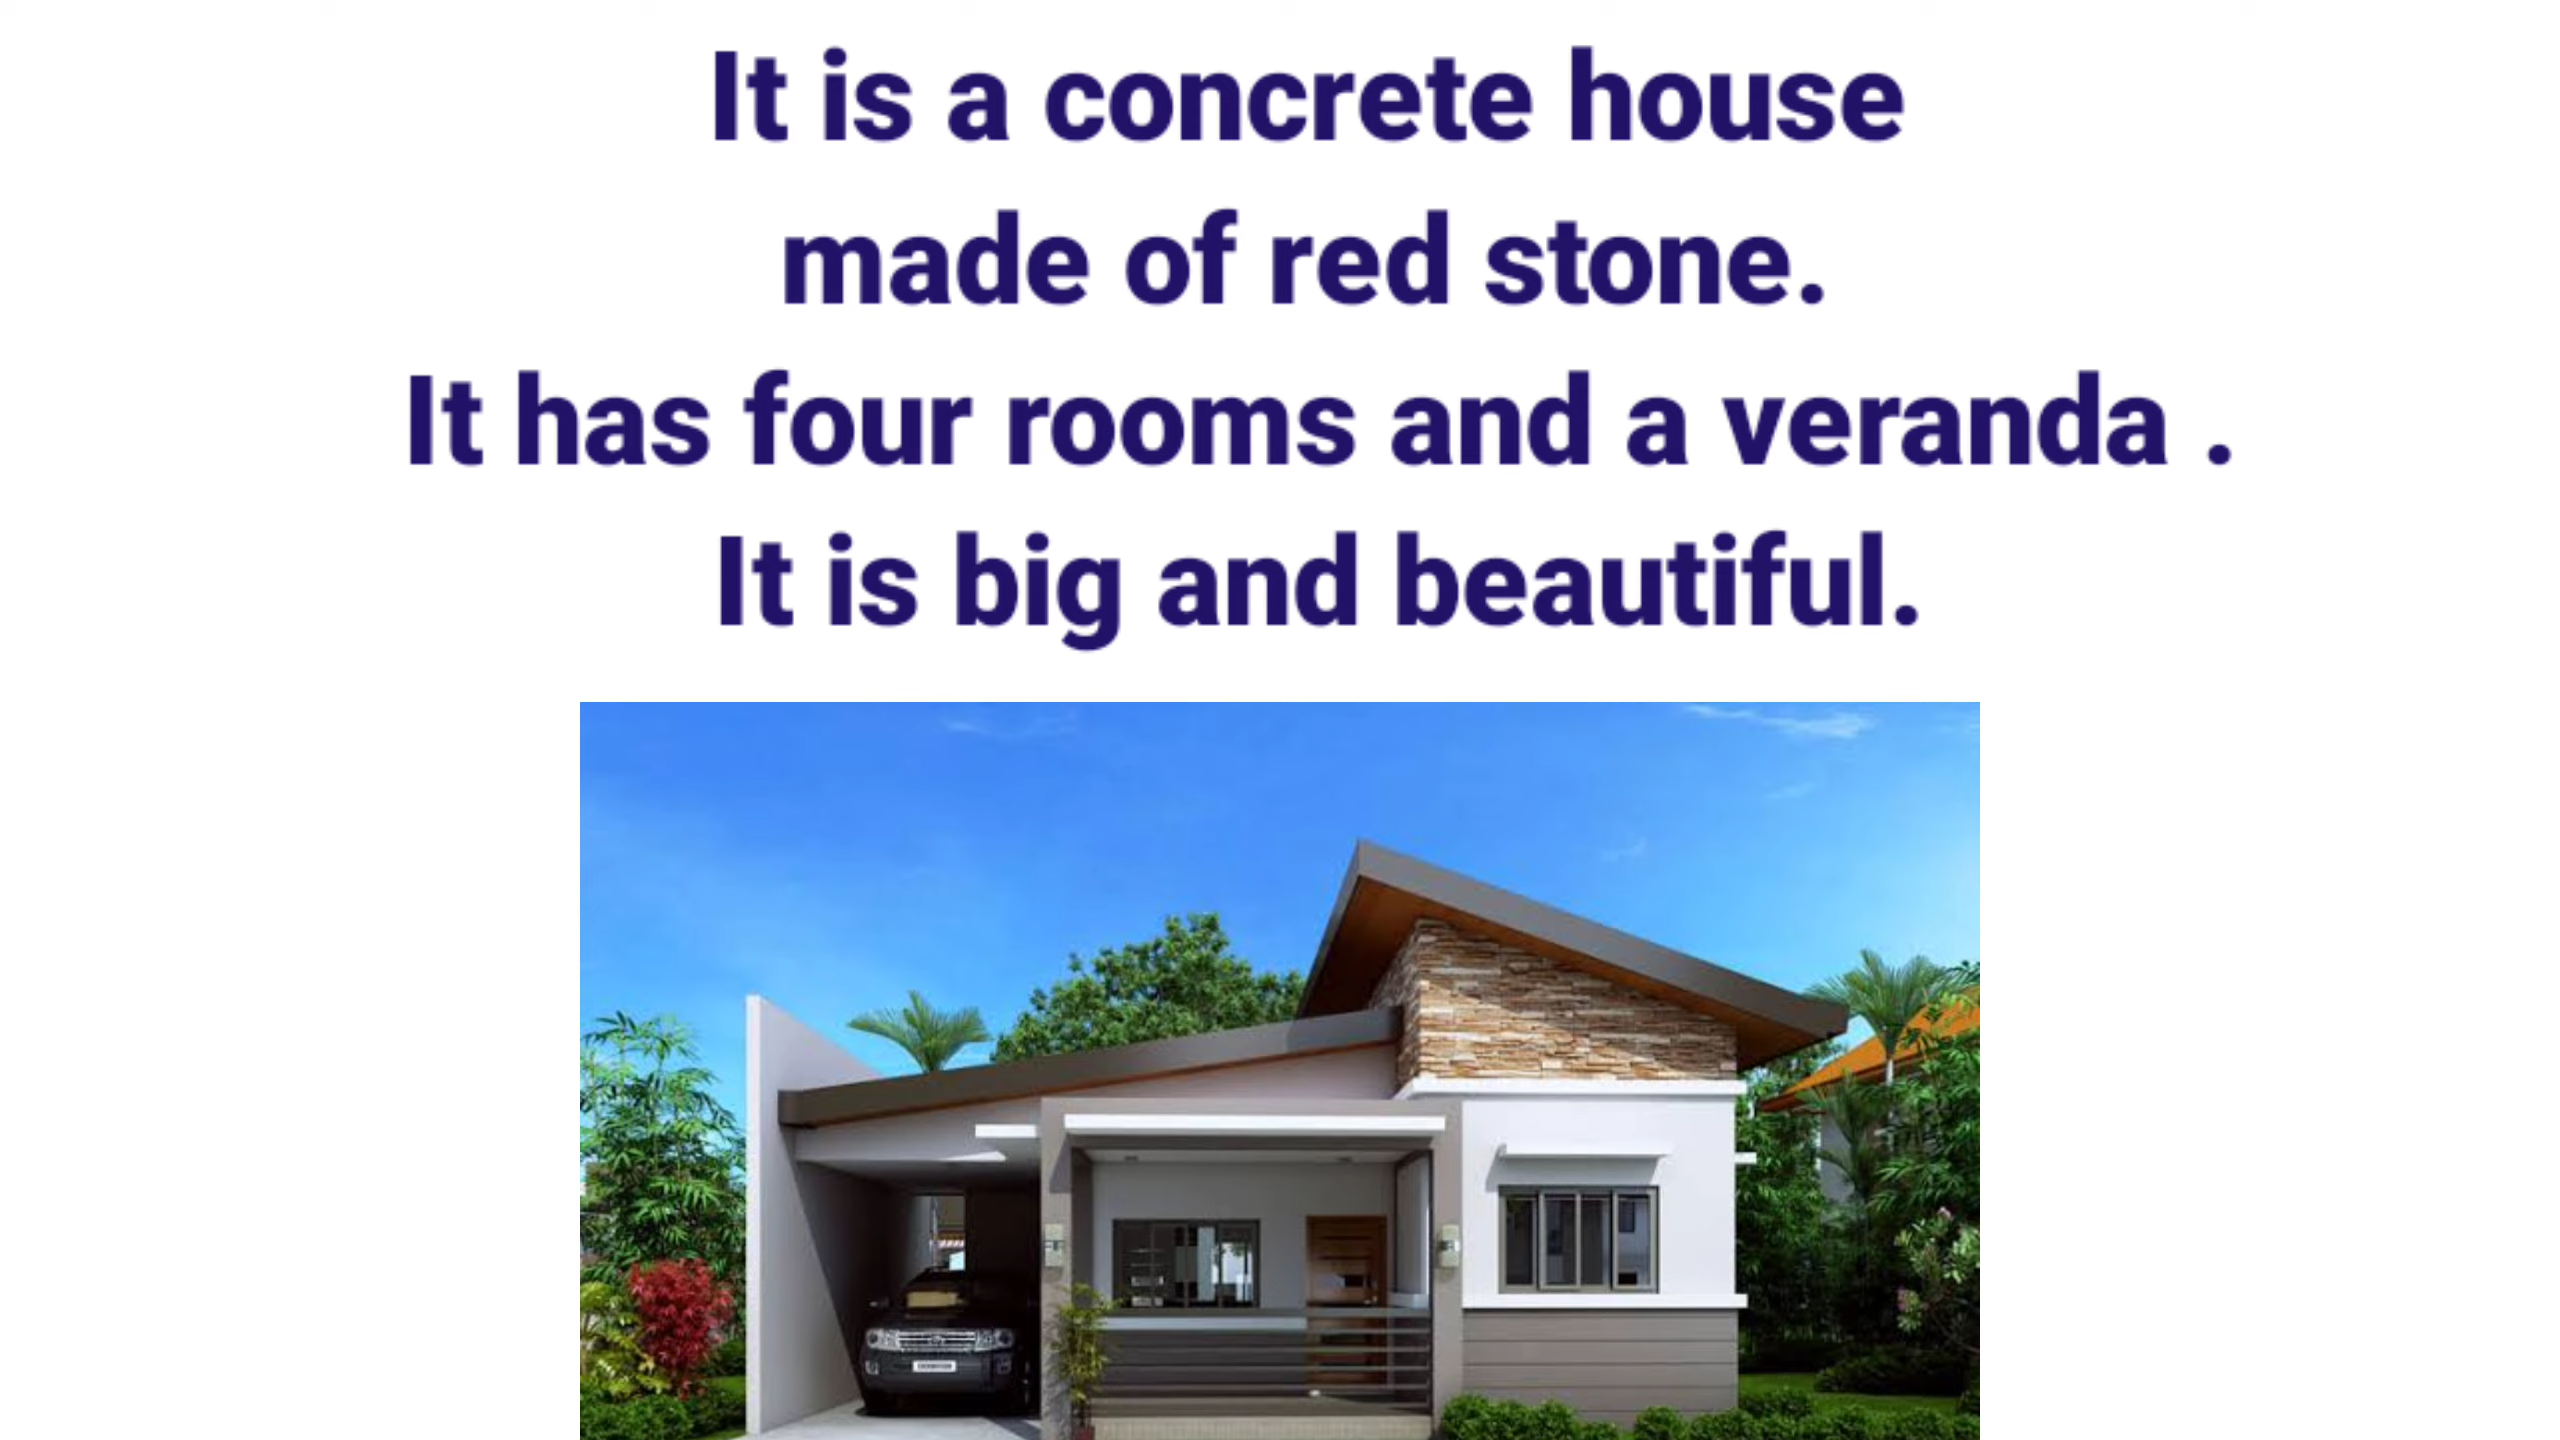 It is a concrete house
made of red stone.
It has four rooms and a veranda .
It is big and beautiful.